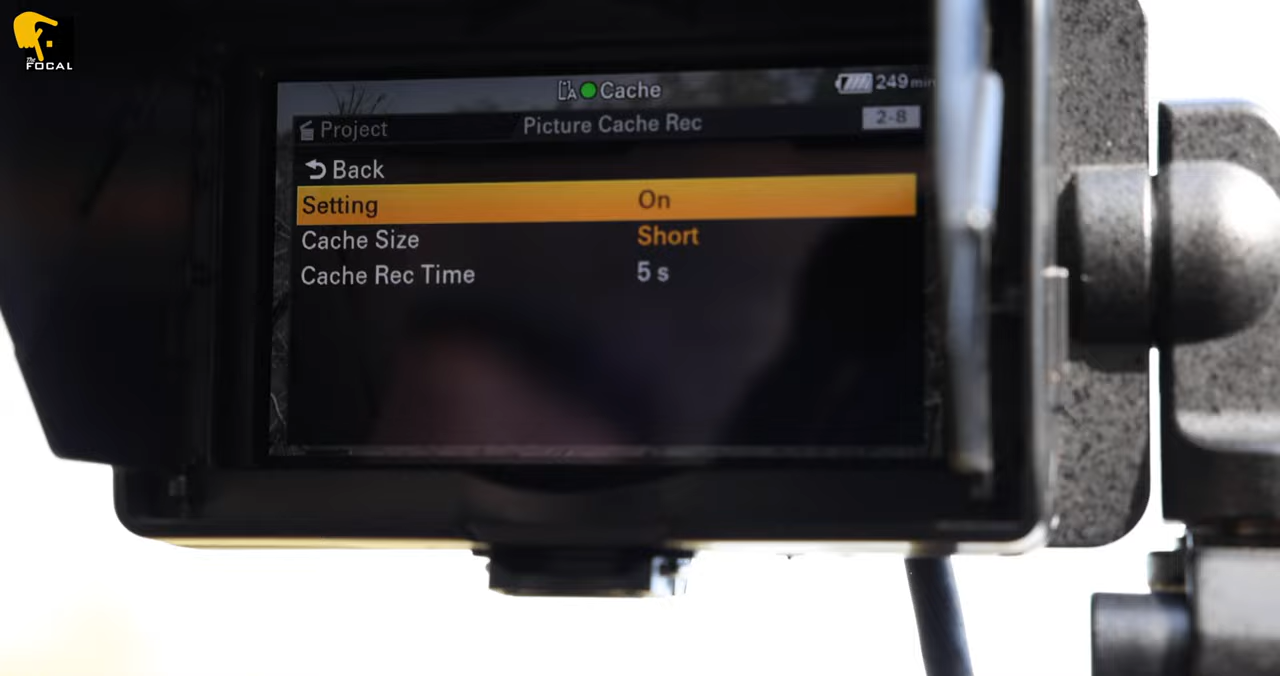 The
FOCAL
A Cache 249 min
Project Picture Cache Rec 2-8
Back
Setting On
Cache Size Short
Cache Rec Time 5 s